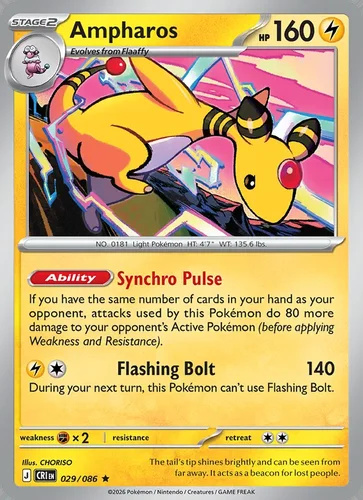 STAGE2
Ampharos
HP 160
Evolves from Flaaffy
NO. 0181 Light Pokémon HT: 4'7" WT: 135.6 lbs.
Ability Synchro Pulse
If you have the same number of cards in your hand as your
opponent, attacks used by this Pokémon do 80 more
damage to your opponent's Active Pokémon (before applying
Weakness and Resistance).
Flashing Bolt 140
During your next turn, this Pokémon can't use Flashing Bolt.
weakness ×2 resistance retreat
Illus. CHORISO
J CRI EN 029/086 ★
The tail's tip shines brightly and can be seen from
far away. It acts as a beacon for lost people.
©2026 Pokémon / Nintendo / Creatures / GAME FREAK